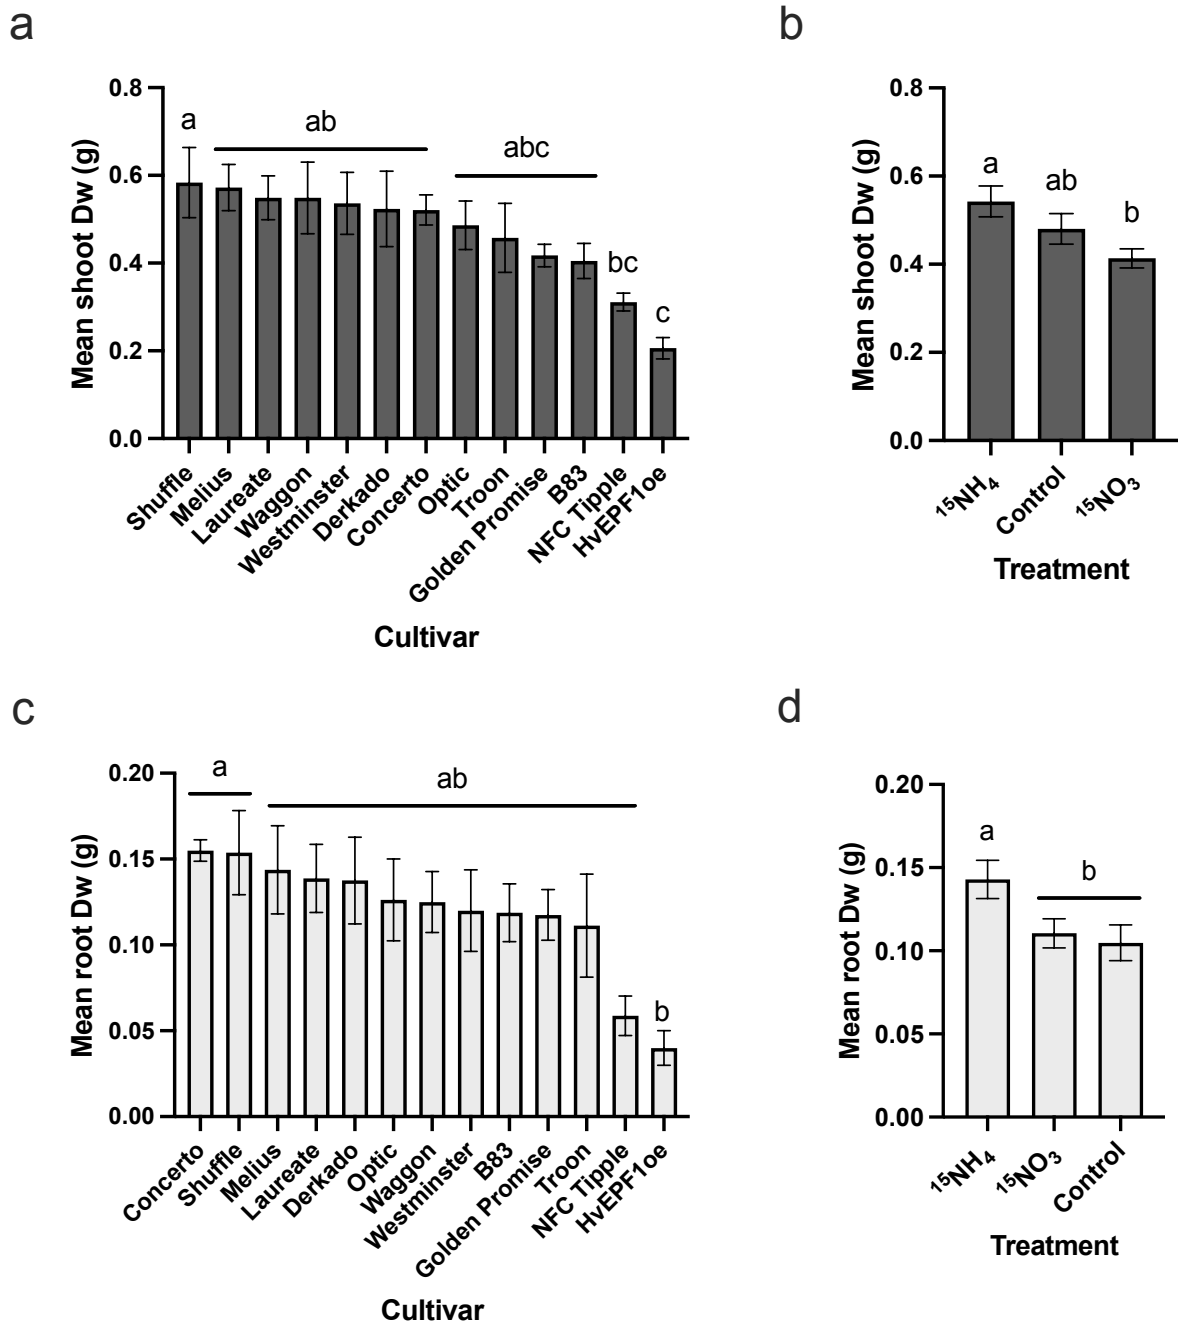 a
Mean shoot Dw (g)
0.8
0.6
0.4
0.2
0.0
a
ab
abc
bc
c
Shuffle
Melius
Laureate
Waggon
Westminster
Derkado
Concerto
Optic
Troon
Golden Promise
B83
NFC Tipple
HvEPF1oe
Cultivar
b
Mean shoot Dw (g)
0.8
0.6
0.4
0.2
0.0
a
ab
b
¹⁵NH₄
Control
¹⁵NO₃
Treatment
c
Mean root Dw (g)
0.20
0.15
0.10
0.05
0.00
a
ab
b
Concerto
Shuffle
Melius
Laureate
Derkado
Optic
Waggon
Westminster
B83
Golden Promise
Troon
NFC Tipple
HvEPF1oe
Cultivar
d
Mean root Dw (g)
0.20
0.15
0.10
0.05
0.00
a
b
¹⁵NH₄
¹⁵NO₃
Control
Treatment